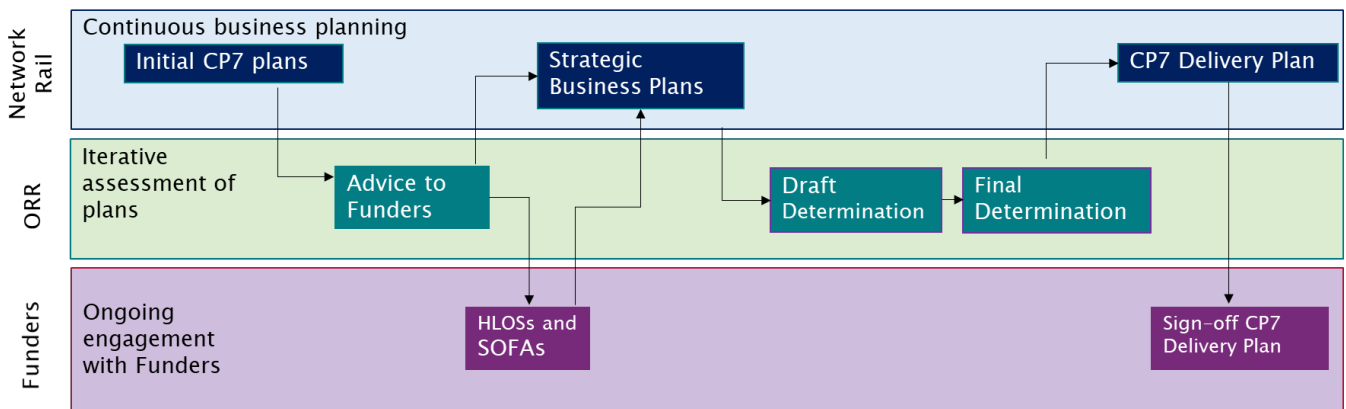 Network
Rail
Continuous business planning
Initial CP7 plans
Strategic
Business Plans
CP7 Delivery Plan
ORR
Iterative
assessment of
plans
Advice to
Funders
Draft
Determination
Final
Determination
Funders
Ongoing
engagement
with Funders
HLOSs and
SOFAs
Sign-off CP7
Delivery Plan